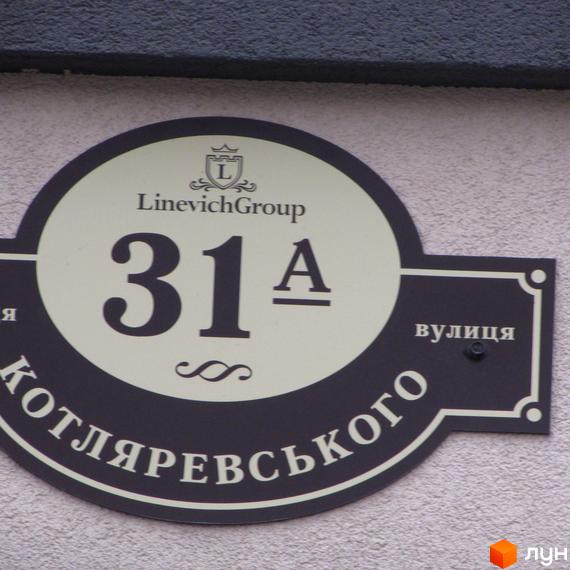 L
LinevichGroup
31А
я вулиця
КОТЛЯРЕВСЬКОГО
лун